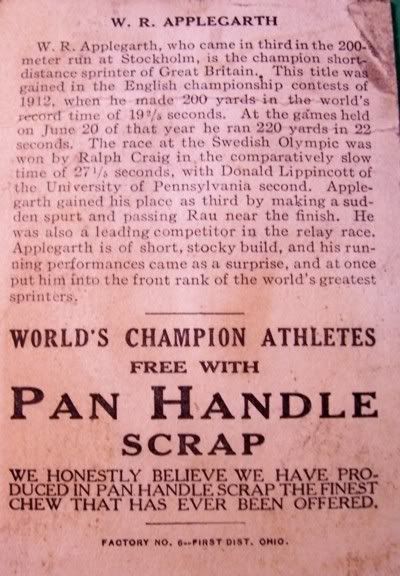 W. R. APPLEGARTH
W. R. Applegarth, who came in third in the 200-
meter run at Stockholm, is the champion short-
distance sprinter of Great Britain. This title was
gained in the English championship contests of
1912, when he made 200 yards in the world's
record time of 19²/₅ seconds. At the games held
on June 20 of that year he ran 220 yards in 22
seconds. The race at the Swedish Olympic was
won by Ralph Craig in the comparatively slow
time of 27¹/₅ seconds, with Donald Lippincott of
the University of Pennsylvania second. Apple-
garth gained his place as third by making a sud-
den spurt and passing Rau near the finish. He
was also a leading competitor in the relay race.
Applegarth is of short, stocky build, and his run-
ning performances came as a surprise, and at once
put him into the front rank of the world's greatest
sprinters.
WORLD'S CHAMPION ATHLETES
FREE WITH
PAN HANDLE
SCRAP
WE HONESTLY BELIEVE WE HAVE PRO-
DUCED IN PAN HANDLE SCRAP THE FINEST
CHEW THAT HAS EVER BEEN OFFERED.
FACTORY NO. 6--FIRST DIST. OHIO.